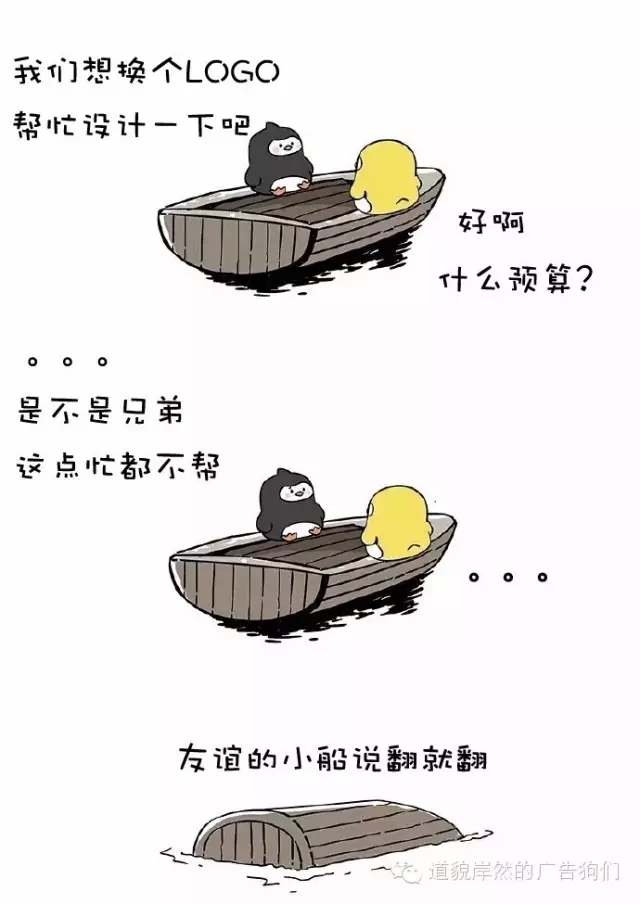 我们想换个LOGO
帮忙设计一下吧
好啊
什么预算?
。。。
是不是兄弟
这点忙都不帮
。。。
友谊的小船说翻就翻
道貌岸然的广告狗们